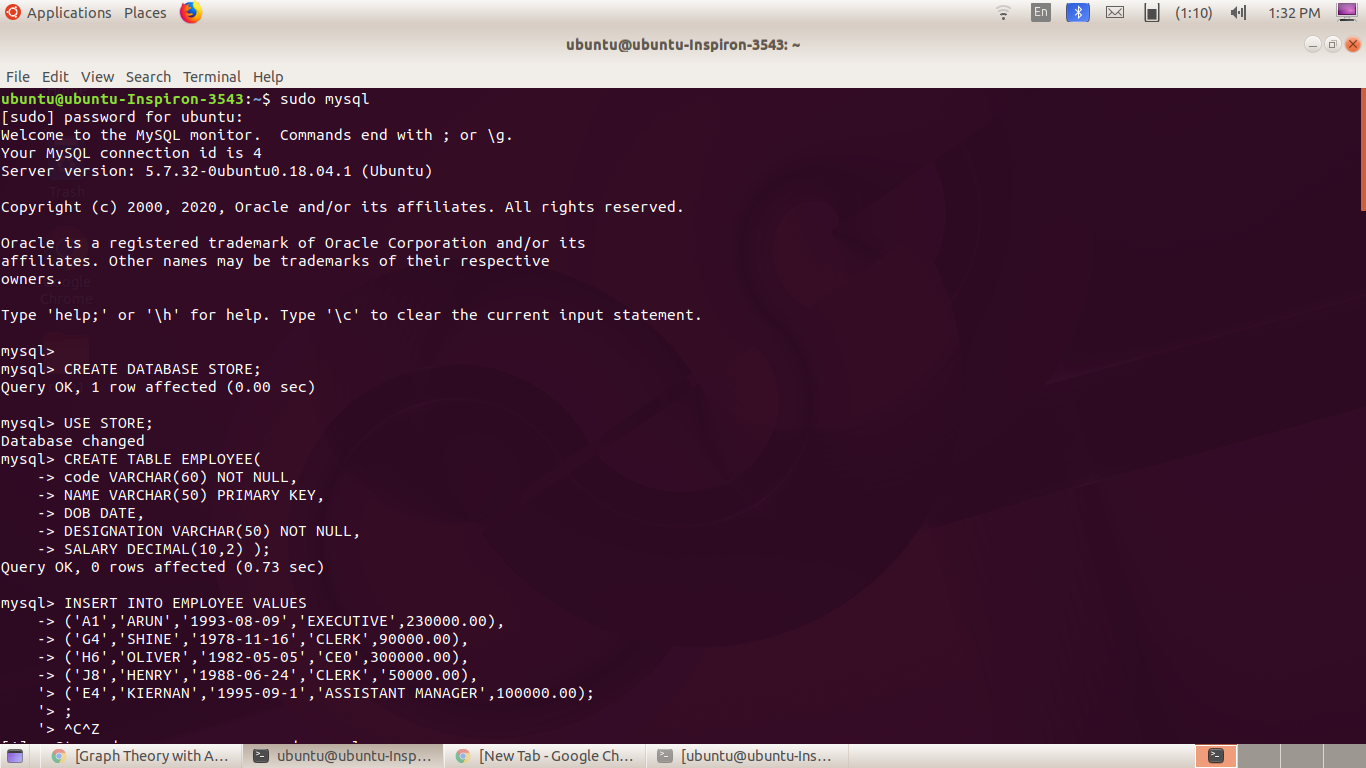 Applications Places En (1:10) 1:32 PM
ubuntu@ubuntu-Inspiron-3543: ~
File Edit View Search Terminal Help
ubuntu@ubuntu-Inspiron-3543:~$ sudo mysql
[sudo] password for ubuntu:
Welcome to the MySQL monitor.  Commands end with ; or \g.
Your MySQL connection id is 4
Server version: 5.7.32-0ubuntu0.18.04.1 (Ubuntu)
Trash
Copyright (c) 2000, 2020, Oracle and/or its affiliates. All rights reserved.
Oracle is a registered trademark of Oracle Corporation and/or its
affiliates. Other names may be trademarks of their respective
owners.
Google
Chrome
Type 'help;' or '\h' for help. Type '\c' to clear the current input statement.
mysql>
mysql> CREATE DATABASE STORE;
Query OK, 1 row affected (0.00 sec)
mysql> USE STORE;
Database changed
mysql> CREATE TABLE EMPLOYEE(
    -> code VARCHAR(60) NOT NULL,
    -> NAME VARCHAR(50) PRIMARY KEY,
    -> DOB DATE,
    -> DESIGNATION VARCHAR(50) NOT NULL,
    -> SALARY DECIMAL(10,2) );
Query OK, 0 rows affected (0.73 sec)
mysql> INSERT INTO EMPLOYEE VALUES
    -> ('A1','ARUN','1993-08-09','EXECUTIVE',230000.00),
    -> ('G4','SHINE','1978-11-16','CLERK',90000.00),
    -> ('H6','OLIVER','1982-05-05','CE0',300000.00),
    -> ('J8','HENRY','1988-06-24','CLERK','50000.00),
    '> ('E4','KIERNAN','1995-09-1','ASSISTANT MANAGER',100000.00);
    '> ;
    '> ^C^Z
[Graph Theory with A... ubuntu@ubuntu-Insp... [New Tab - Google Ch... [ubuntu@ubuntu-Ins...